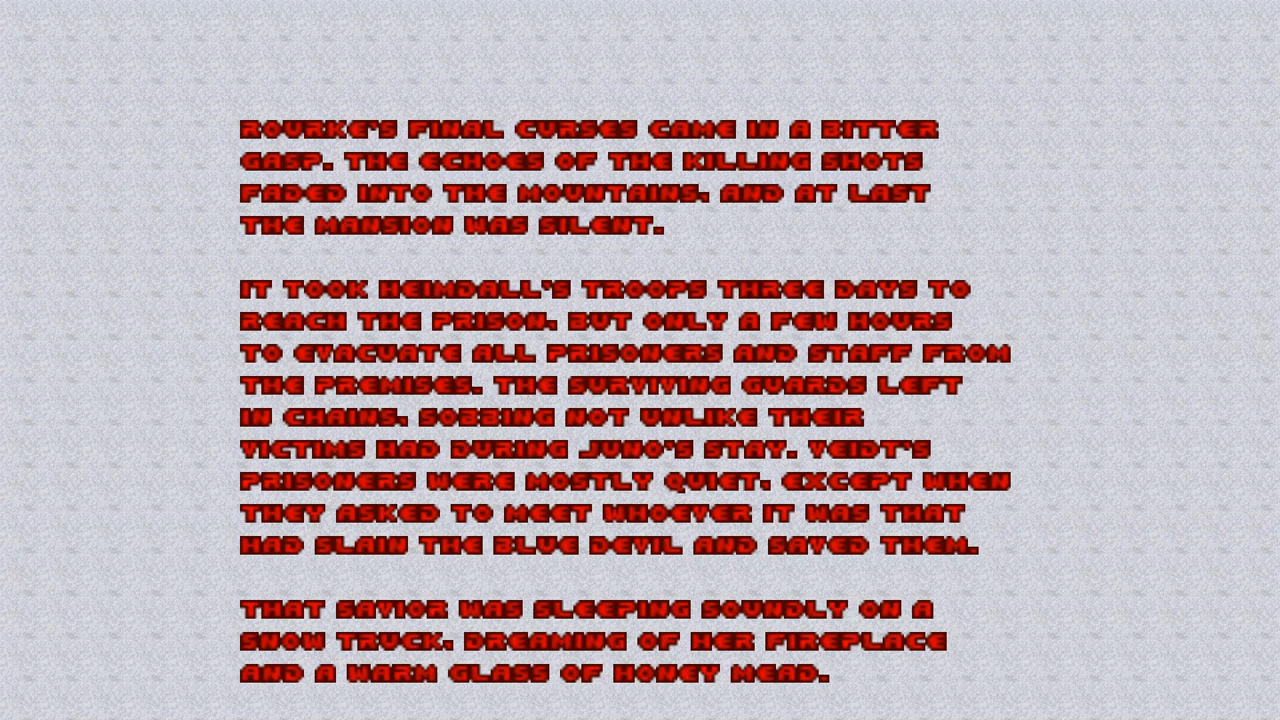 ROURKE'S FINAL CURSES CAME IN A BITTER
GASP. THE ECHOES OF THE KILLING SHOTS
FADED INTO THE MOUNTAINS, AND AT LAST
THE MANSION WAS SILENT.
IT TOOK HEIMDALL'S TROOPS THREE DAYS TO
REACH THE PRISON, BUT ONLY A FEW HOURS
TO EVACUATE ALL PRISONERS AND STAFF FROM
THE PREMISES. THE SURVIVING GUARDS LEFT
IN CHAINS, SOBBING NOT UNLIKE THEIR
VICTIMS HAD DURING JUNO'S STAY. VEIDT'S
PRISONERS WERE MOSTLY QUIET, EXCEPT WHEN
THEY ASKED TO MEET WHOEVER IT WAS THAT
HAD SLAIN THE BLUE DEVIL AND SAVED THEM.
THAT SAVIOR WAS SLEEPING SOUNDLY ON A
SNOW TRUCK, DREAMING OF HER FIREPLACE
AND A WARM GLASS OF HONEY MEAD.